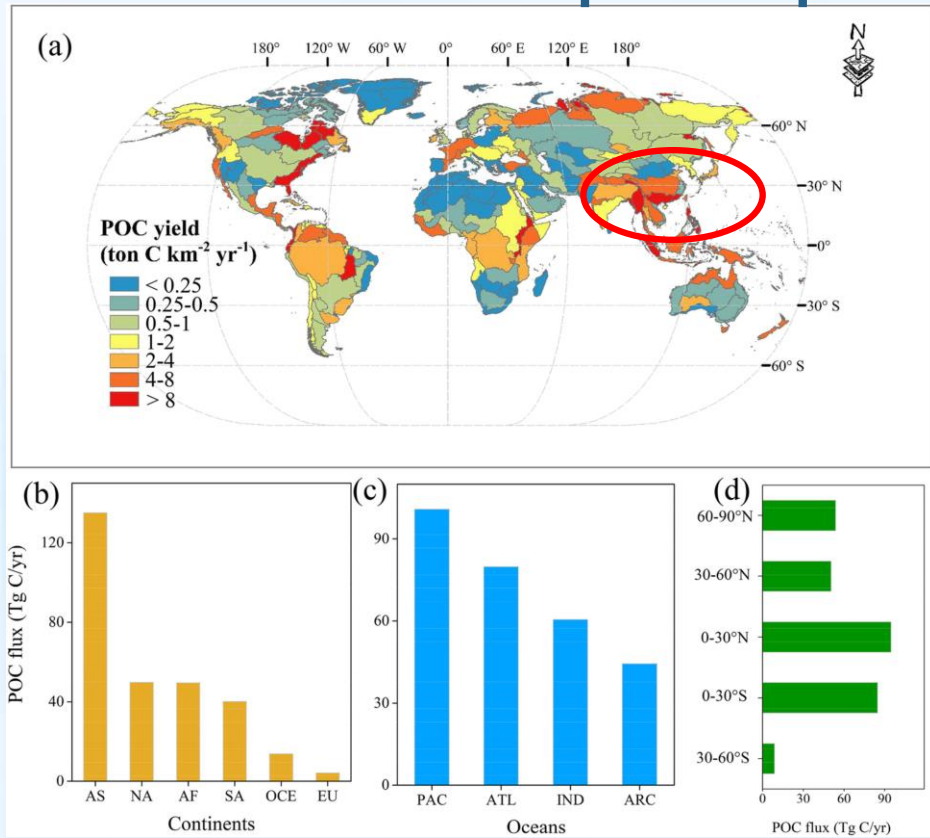 (a)
N
180° 120° W 60° W 0° 60° E 120° E 180°
60° N
30° N
0°
30° S
60° S
POC yield
(ton C km⁻² yr⁻¹)
< 0.25
0.25-0.5
0.5-1
1-2
2-4
4-8
> 8
(b)
POC flux (Tg C/yr)
120
80
40
0
AS NA AF SA OCE EU
Continents
(c)
90
60
30
0
PAC ATL IND ARC
Oceans
(d)
60-90°N
30-60°N
0-30°N
0-30°S
30-60°S
0 30 60 90
POC flux (Tg C/yr)